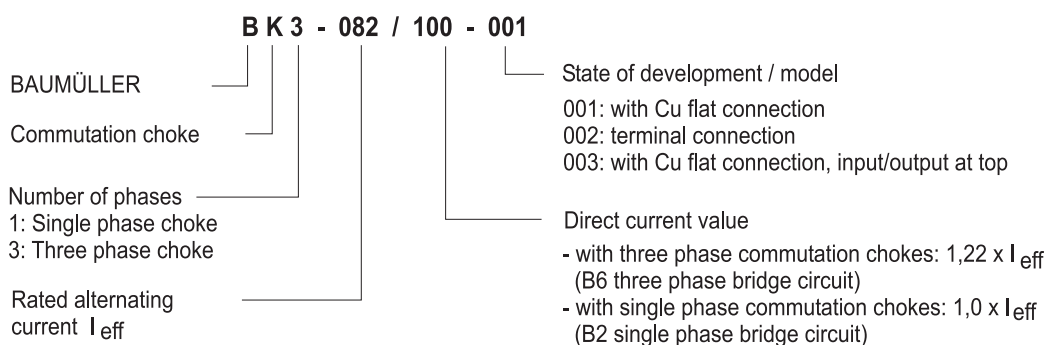 B K 3 - 082 / 100 - 001
BAUMÜLLER
Commutation choke
Number of phases
1: Single phase choke
3: Three phase choke
Rated alternating
current I eff
State of development / model
001: with Cu flat connection
002: terminal connection
003: with Cu flat connection, input/output at top
Direct current value
- with three phase commutation chokes: 1,22 x I eff
(B6 three phase bridge circuit)
- with single phase commutation chokes: 1,0 x I eff
(B2 single phase bridge circuit)